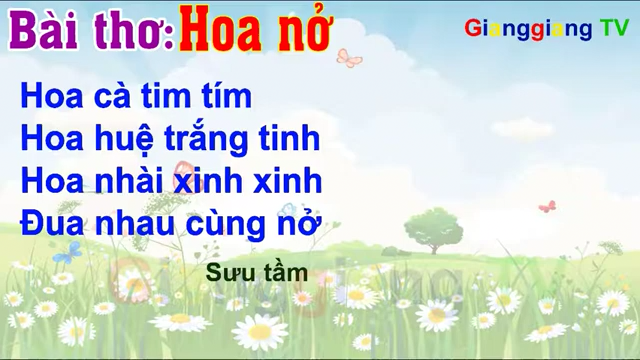 Bài thơ: Hoa nở
Gianggiang TV
Hoa cà tim tím
Hoa huệ trắng tinh
Hoa nhài xinh xinh
Đua nhau cùng nở
Sưu tầm